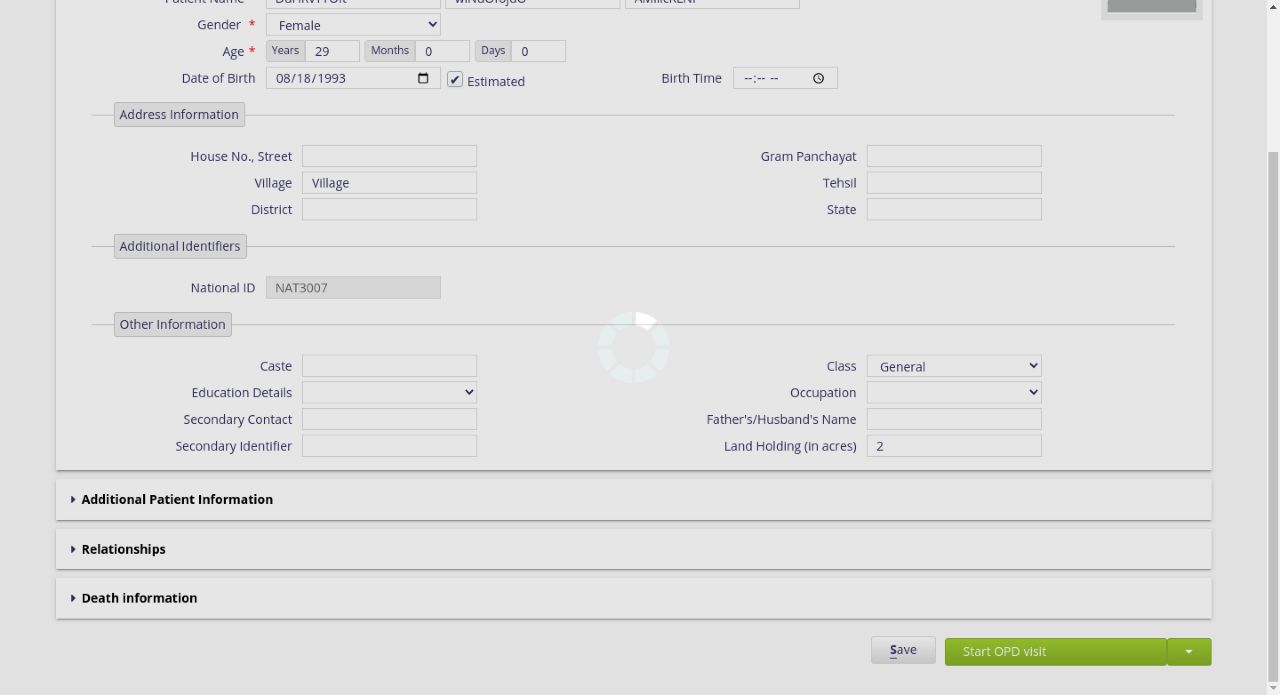 Patient Name
Gender * Female
Age * Years 29 Months 0 Days 0
Date of Birth 08/18/1993 Estimated Birth Time --:-- --
Address Information
House No., Street Gram Panchayat
Village Village Tehsil
District State
Additional Identifiers
National ID NAT3007
Other Information
Caste Class General
Education Details Occupation
Secondary Contact Father's/Husband's Name
Secondary Identifier Land Holding (in acres) 2
Additional Patient Information
Relationships
Death information
Save Start OPD visit